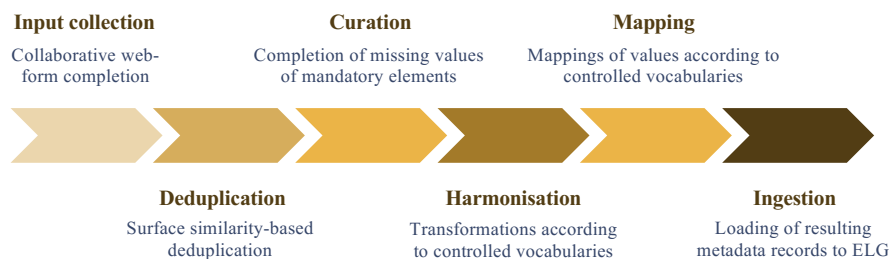 Input collection
Collaborative web-
form completion
Curation
Completion of missing values
of mandatory elements
Mapping
Mappings of values according to
controlled vocabularies
Deduplication
Surface similarity-based
deduplication
Harmonisation
Transformations according
to controlled vocabularies
Ingestion
Loading of resulting
metadata records to ELG